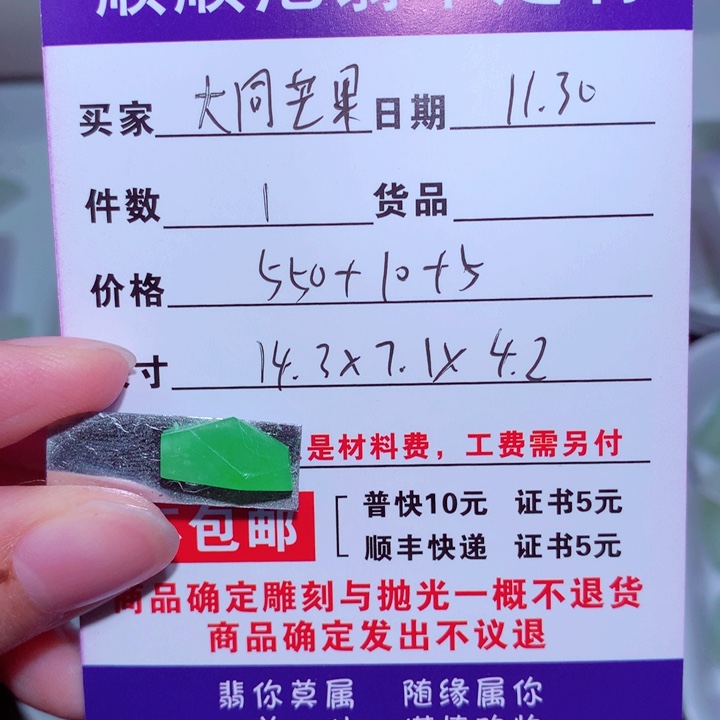 买家 大同芒果 日期 11.30
件数 1 货品
价格 550+10+5
寸 14.3x7.1x4.2
是材料费，工费需另付
包邮
普快10元 证书5元
顺丰快递 证书5元
商品确定雕刻与抛光一概不退货
商品确定发出不议退
翡你莫属 随缘属你